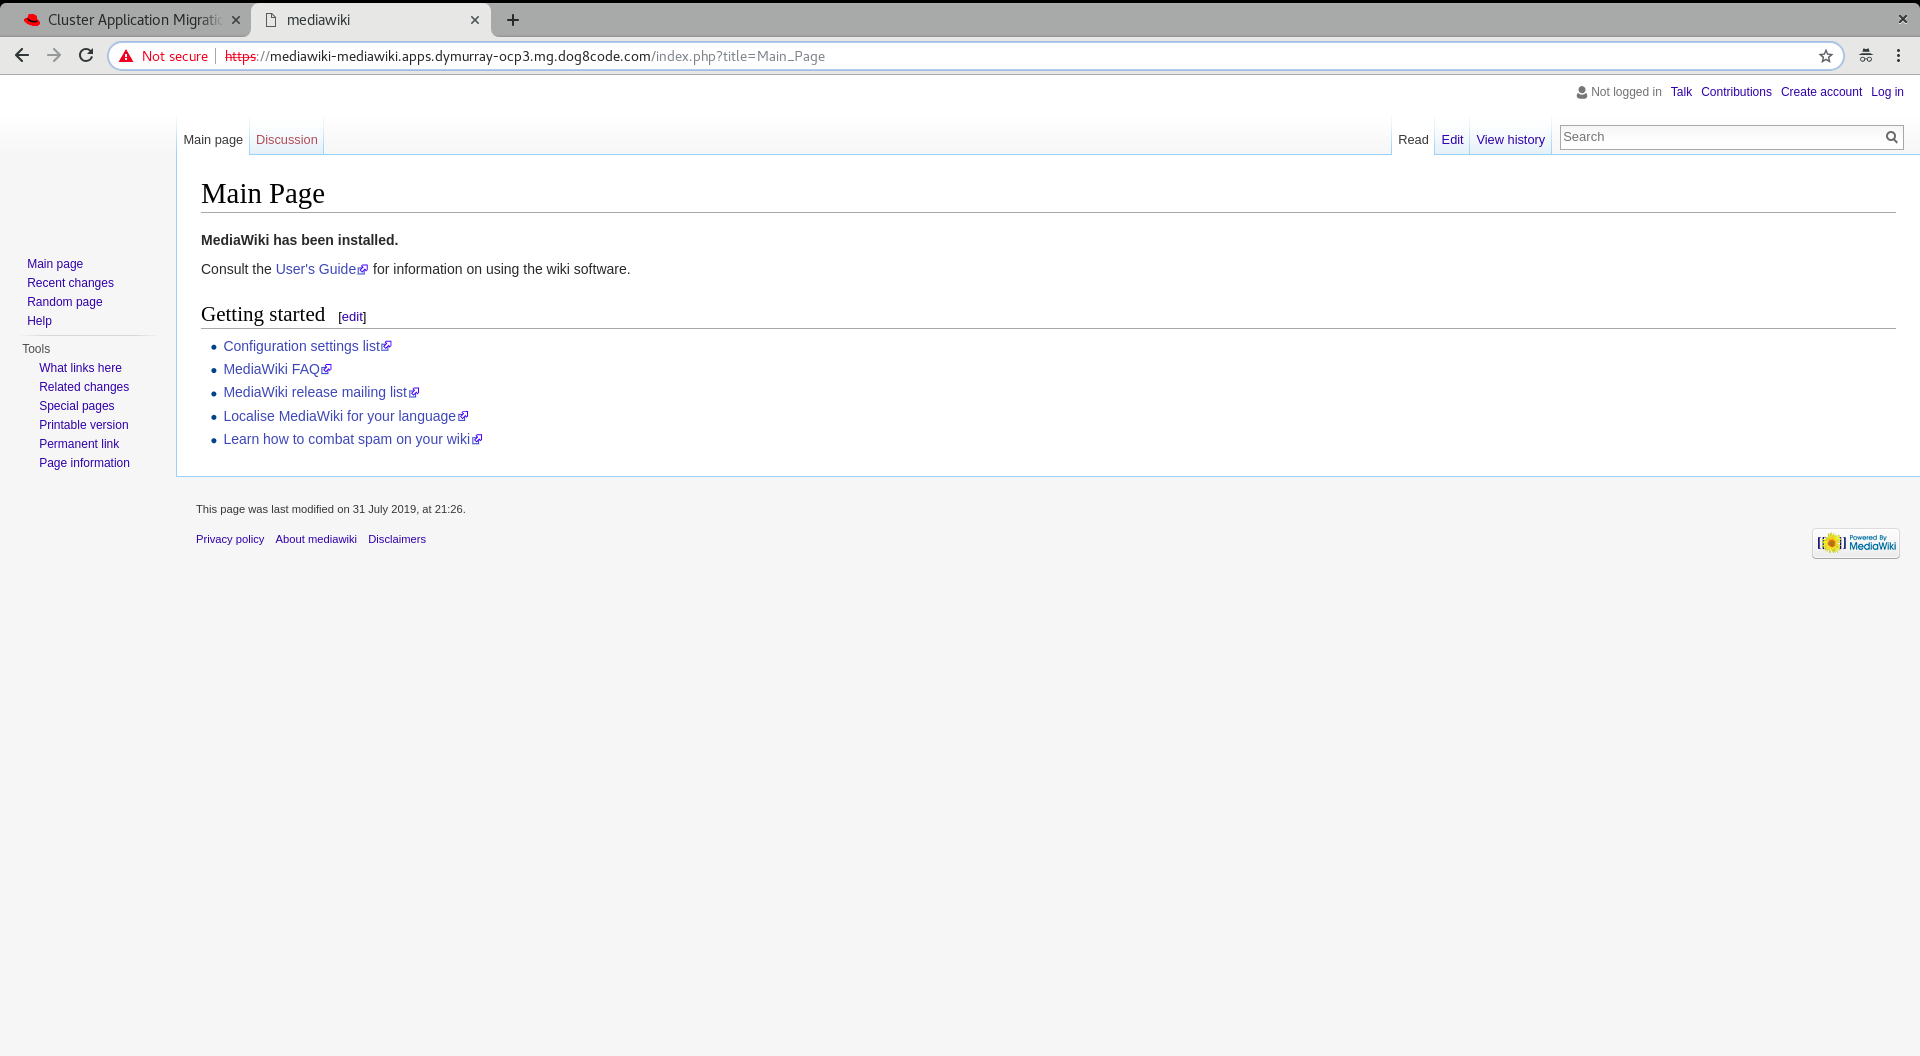 Cluster Application Migratio
mediawiki
Not secure
https://mediawiki-mediawiki.apps.dymurray-ocp3.mg.dog8code.com/index.php?title=Main_Page
Not logged in Talk Contributions Create account Log in
Main page Discussion Read Edit View history Search
Main Page
MediaWiki has been installed.
Consult the User's Guide for information on using the wiki software.
Getting started [edit]
Configuration settings list
MediaWiki FAQ
MediaWiki release mailing list
Localise MediaWiki for your language
Learn how to combat spam on your wiki
Main page
Recent changes
Random page
Help
Tools
What links here
Related changes
Special pages
Printable version
Permanent link
Page information
This page was last modified on 31 July 2019, at 21:26.
Privacy policy About mediawiki Disclaimers
Powered By
MediaWiki